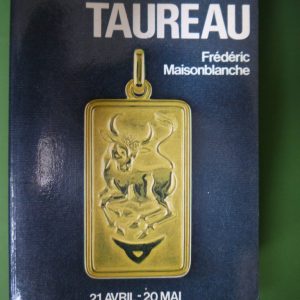 TAUREAU
Frédéric
Maisonblanche
21 AVRIL - 20 MAI